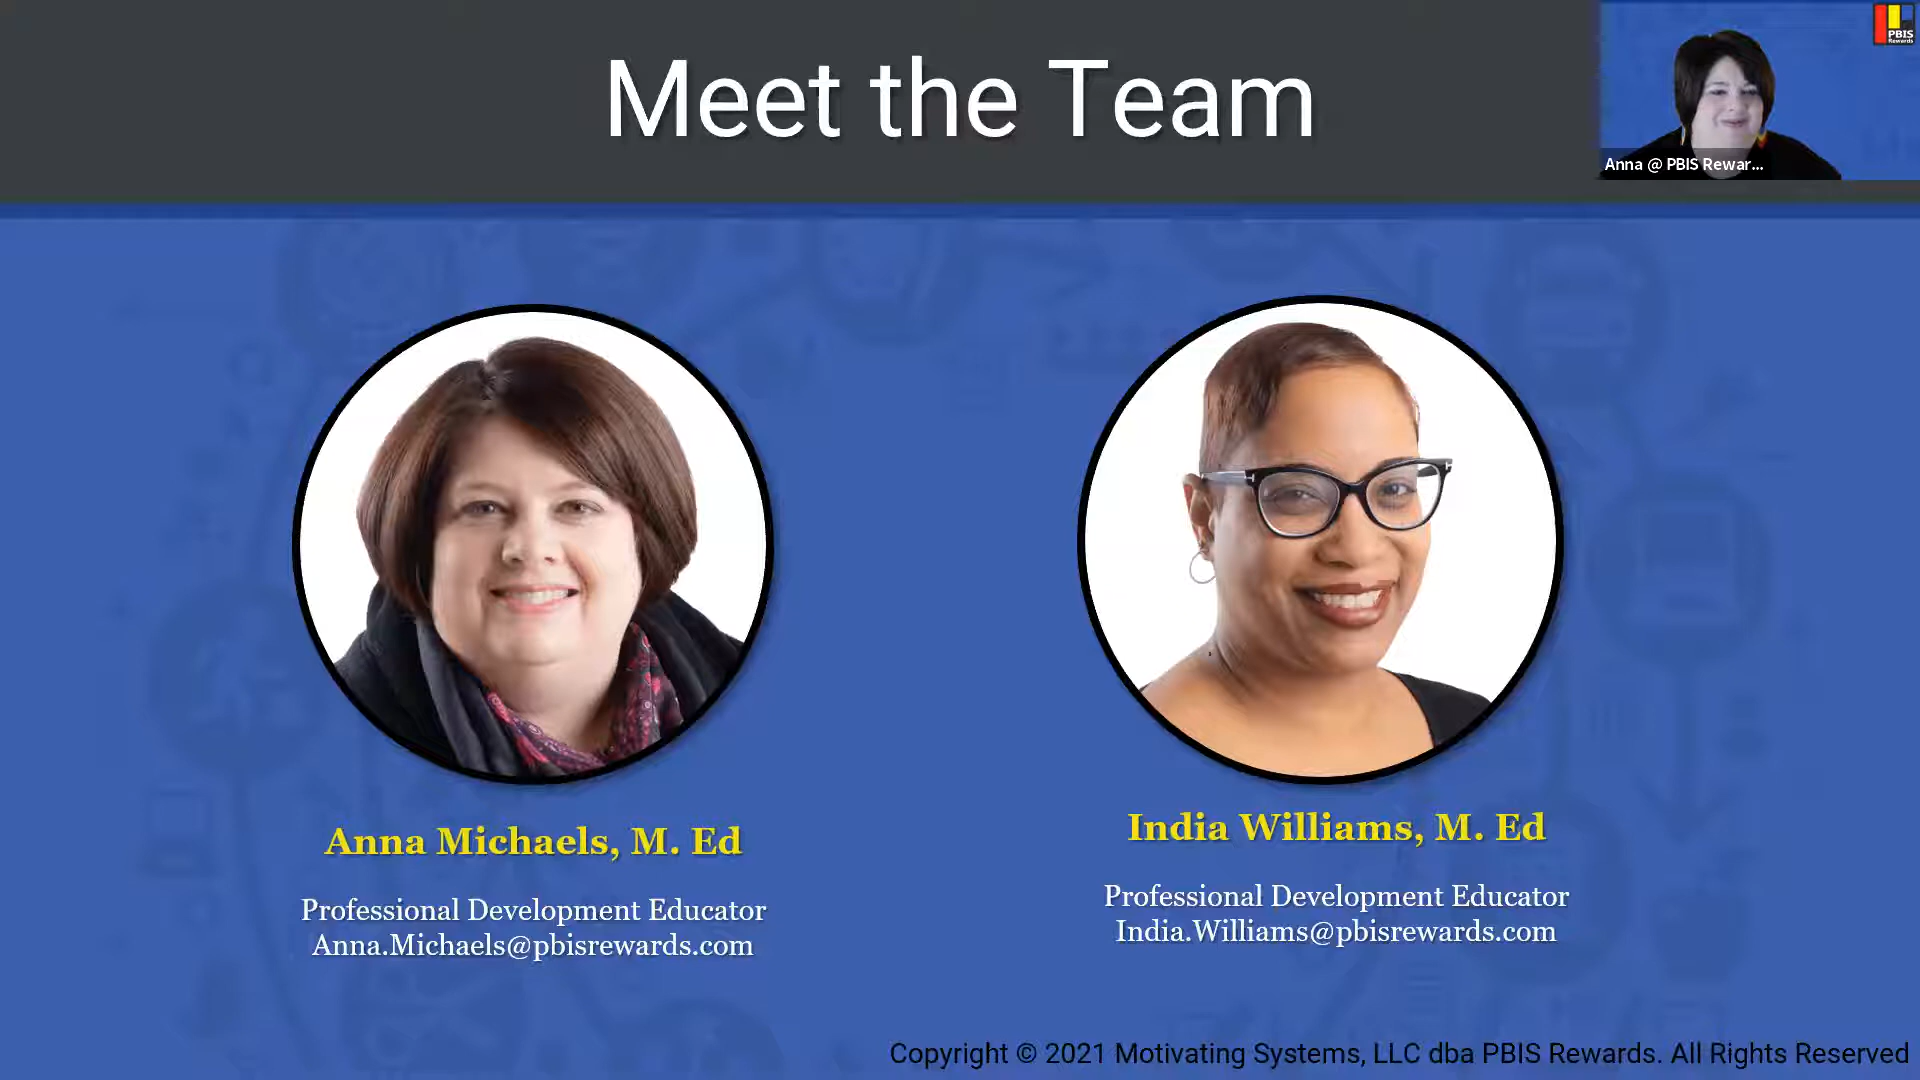 Meet the Team
PBIS
Rewards
Anna @ PBIS Rewar...
Anna Michaels, M. Ed
Professional Development Educator
Anna.Michaels@pbisrewards.com
India Williams, M. Ed
Professional Development Educator
India.Williams@pbisrewards.com
Copyright © 2021 Motivating Systems, LLC dba PBIS Rewards. All Rights Reserved